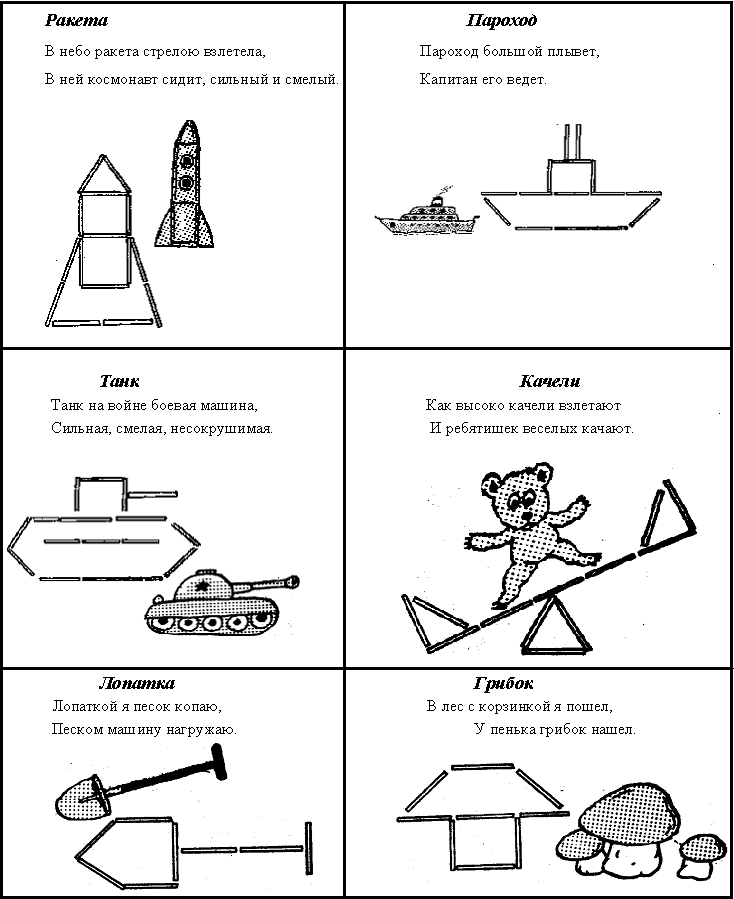 Ракета
В небо ракета стрелою взлетела,
В ней космонавт сидит, сильный и смелый.
Пароход
Пароход большой плывет,
Капитан его ведет.
Танк
Танк на войне боевая машина,
Сильная, смелая, несокрушимая.
Качели
Как высоко качели взлетают
И ребятишек веселых качают.
Лопатка
Лопаткой я песок копаю,
Песком машину нагружаю.
Грибок
В лес с корзинкой я пошел,
У пенька грибок нашел.